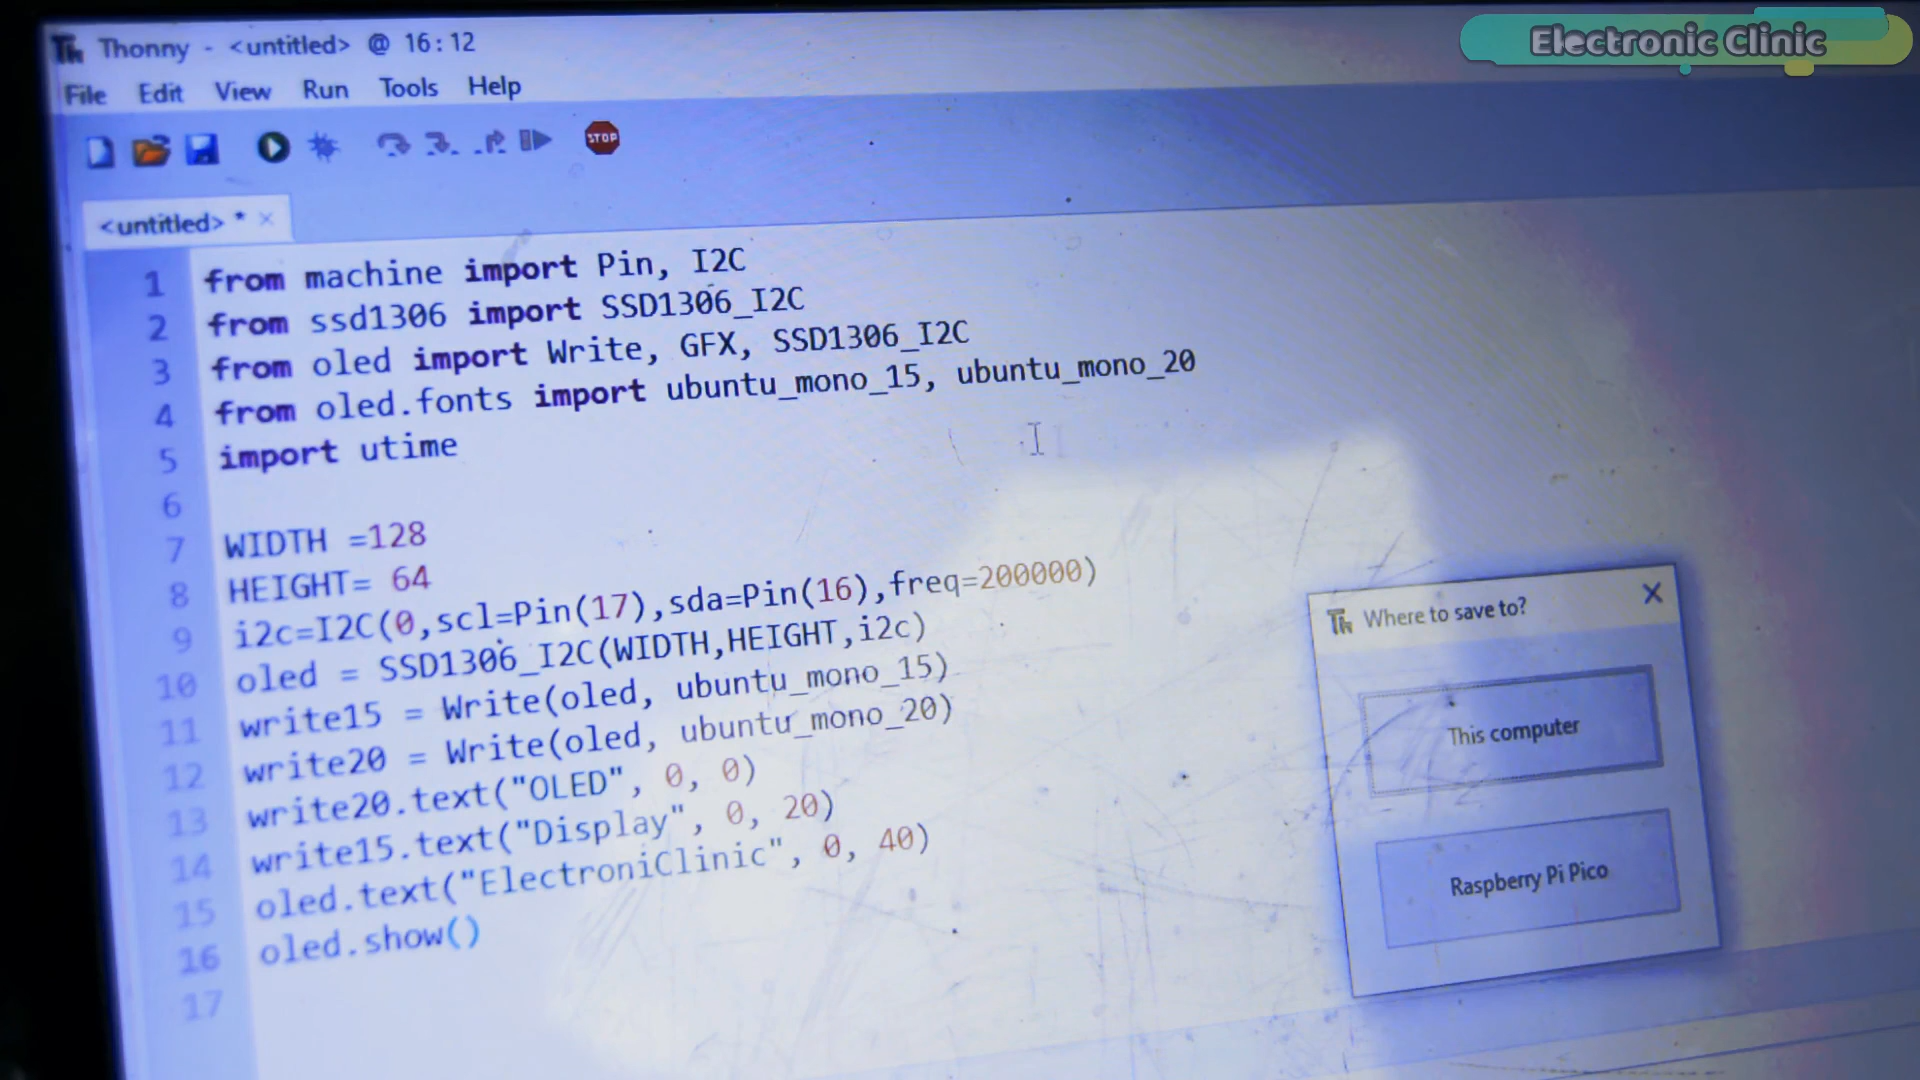 Electronic Clinic
Thonny - <untitled> @ 16:12
File Edit View Run Tools Help
STOP
<untitled> * ×
1 from machine import Pin, I2C
2 from ssd1306 import SSD1306_I2C
3 from oled import Write, GFX, SSD1306_I2C
4 from oled.fonts import ubuntu_mono_15, ubuntu_mono_20
5 import utime
6
7 WIDTH =128
8 HEIGHT= 64
9 i2c=I2C(0,scl=Pin(17),sda=Pin(16),freq=200000)
10 oled = SSD1306_I2C(WIDTH,HEIGHT,i2c)
11 write15 = Write(oled, ubuntu_mono_15)
12 write20 = Write(oled, ubuntu_mono_20)
13 write20.text("OLED", 0, 0)
14 write15.text("Display", 0, 20)
15 oled.text("ElectroniClinic", 0, 40)
16 oled.show()
17
Where to save to?
This computer
Raspberry Pi Pico